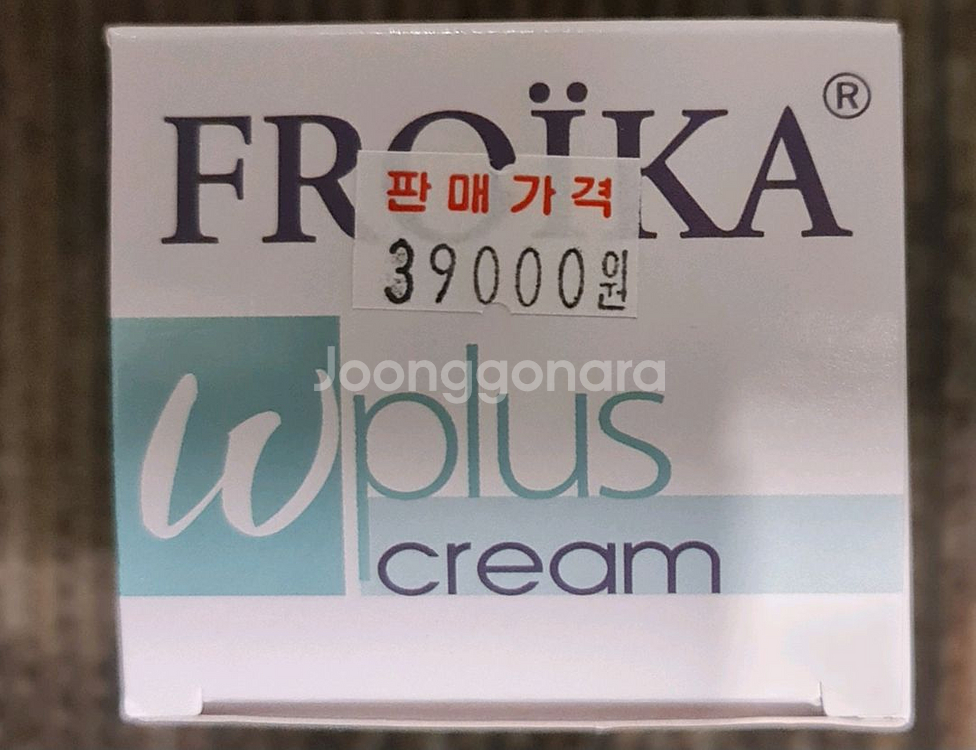 FROÏKA®
판매가격
39000원
Joonggonara
wplus
cream